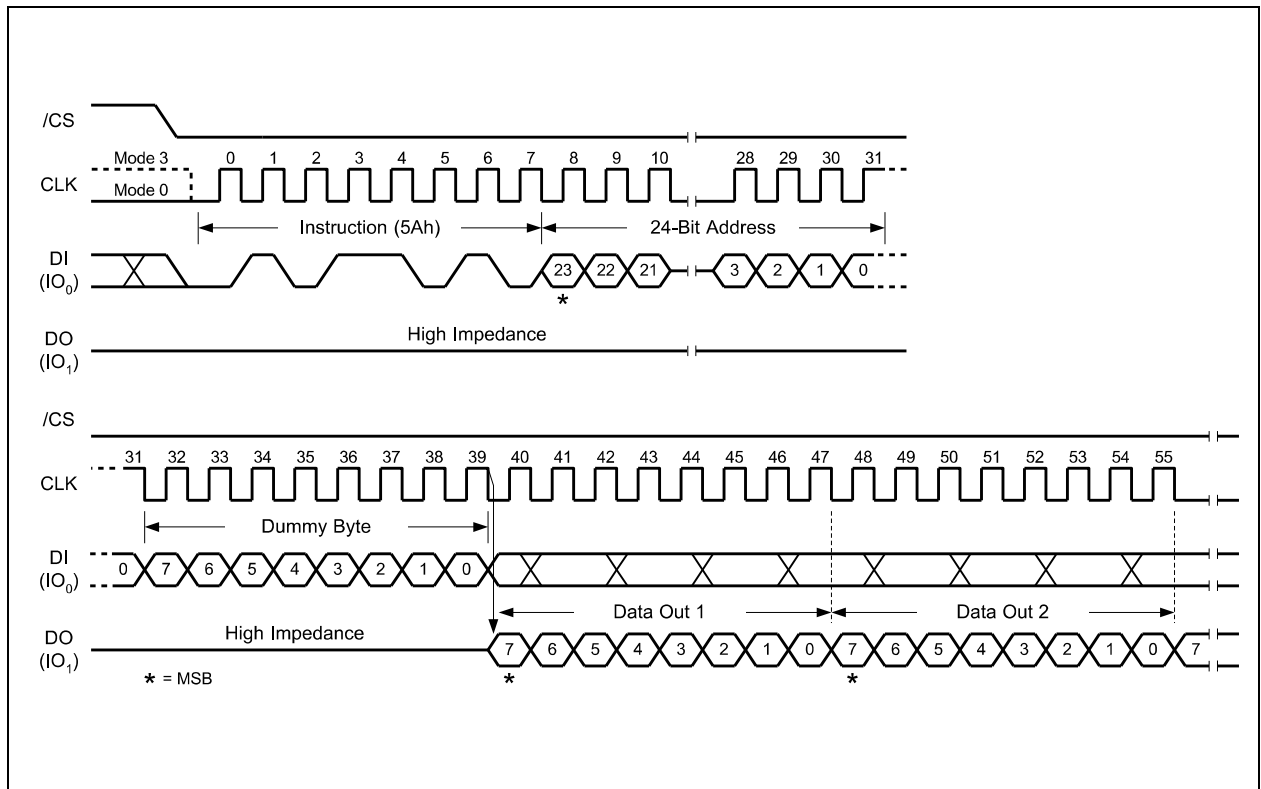 /CS
Mode 3 0 1 2 3 4 5 6 7 8 9 10 28 29 30 31
CLK
Mode 0
Instruction (5Ah) 24-Bit Address
DI
(IO0) 23 22 21 3 2 1 0
*
High Impedance
DO
(IO1)
/CS
31 32 33 34 35 36 37 38 39 40 41 42 43 44 45 46 47 48 49 50 51 52 53 54 55
CLK
Dummy Byte
DI
(IO0) 0 7 6 5 4 3 2 1 0
Data Out 1 Data Out 2
High Impedance
DO
(IO1) 7 6 5 4 3 2 1 0 7 6 5 4 3 2 1 0 7
* = MSB * *